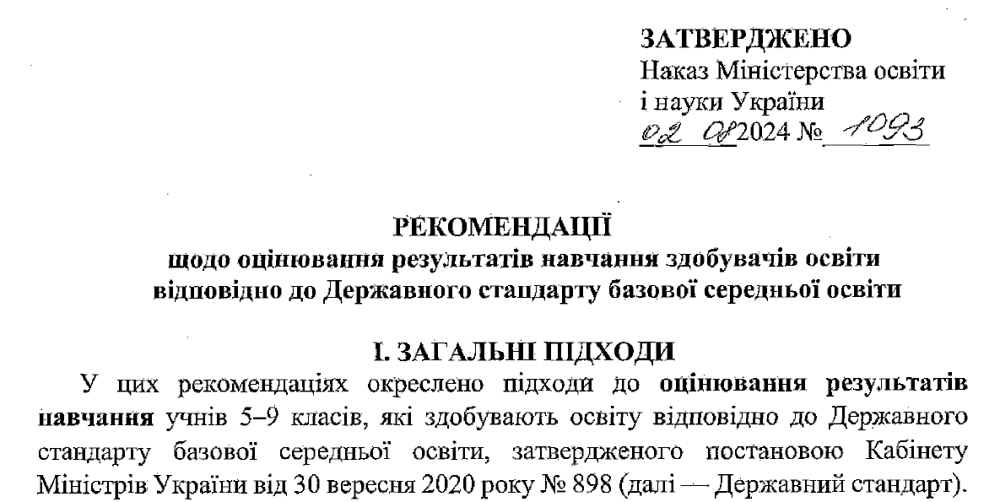 ЗАТВЕРДЖЕНО
Наказ Міністерства освіти
і науки України
02 08 2024 № 1093
РЕКОМЕНДАЦІЇ
щодо оцінювання результатів навчання здобувачів освіти
відповідно до Державного стандарту базової середньої освіти
І. ЗАГАЛЬНІ ПІДХОДИ
У цих рекомендаціях окреслено підходи до оцінювання результатів
навчання учнів 5–9 класів, які здобувають освіту відповідно до Державного
стандарту базової середньої освіти, затвердженого постановою Кабінету
Міністрів України від 30 вересня 2020 року № 898 (далі — Державний стандарт).